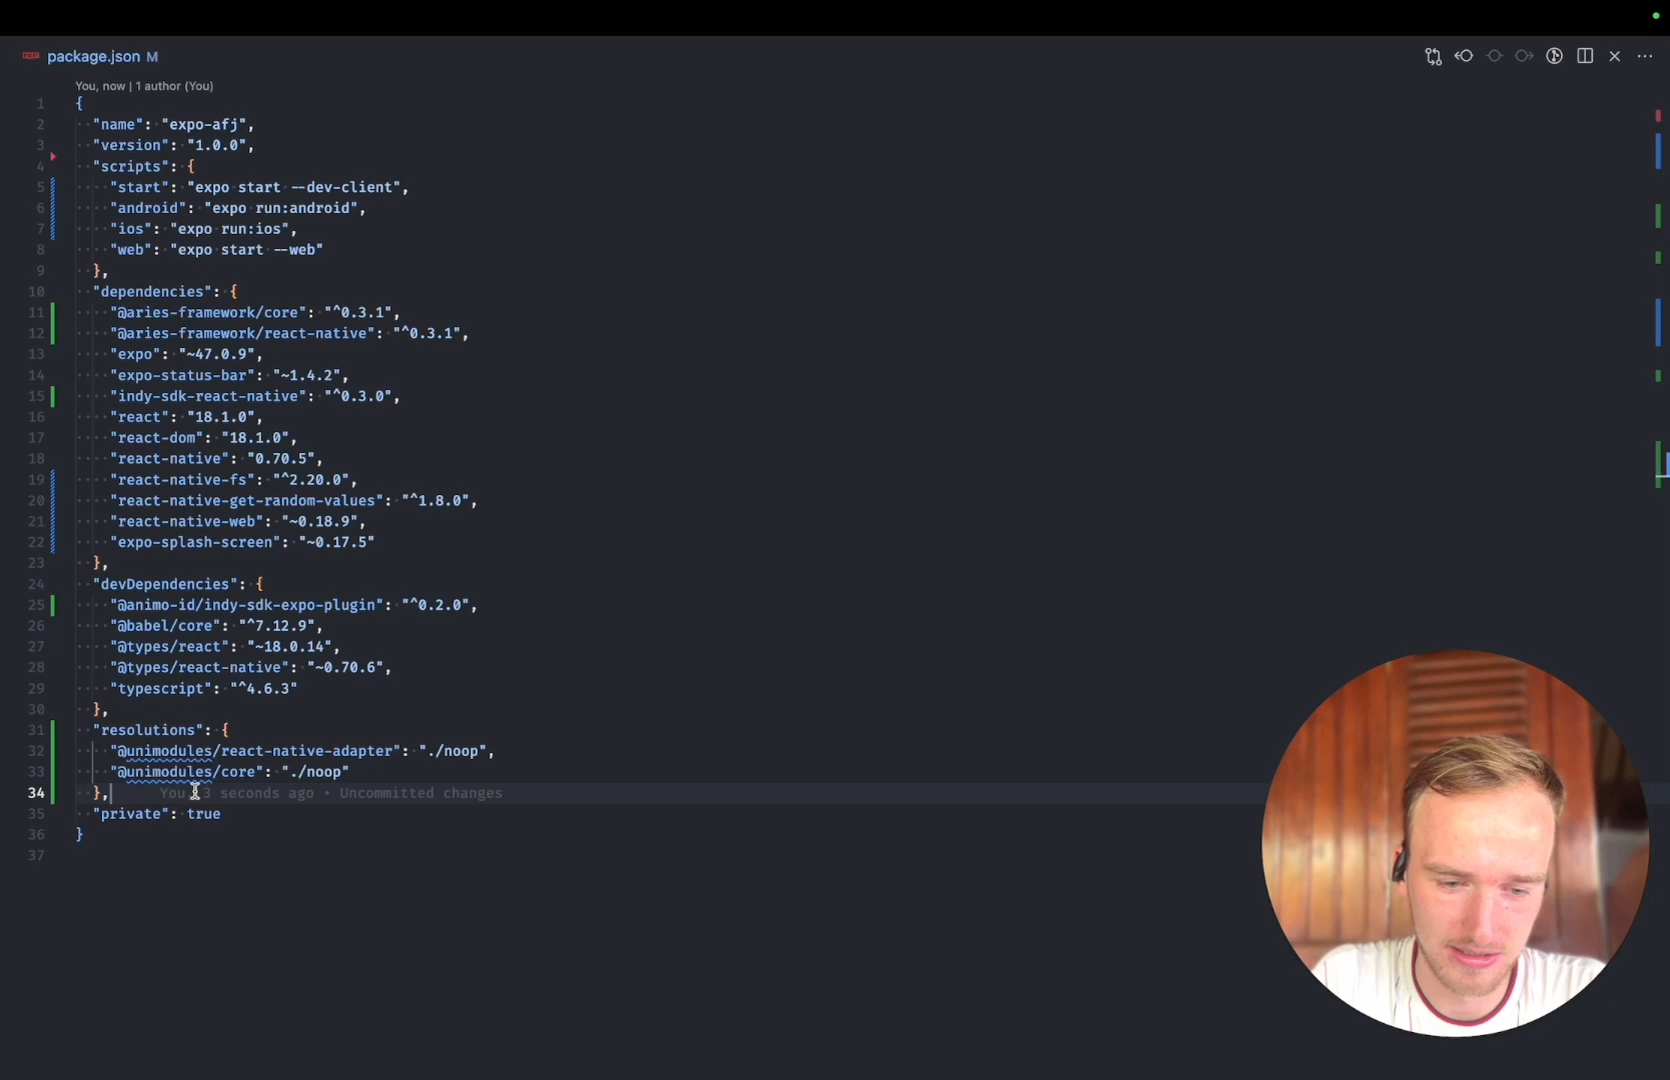 package.json M
You, now | 1 author (You)
1 {
2 "name": "expo-afj",
3 "version": "1.0.0",
4 "scripts": {
5 "start": "expo start --dev-client",
6 "android": "expo run:android",
7 "ios": "expo run:ios",
8 "web": "expo start --web"
9 },
10 "dependencies": {
11 "@aries-framework/core": "^0.3.1",
12 "@aries-framework/react-native": "^0.3.1",
13 "expo": "~47.0.9",
14 "expo-status-bar": "~1.4.2",
15 "indy-sdk-react-native": "^0.3.0",
16 "react": "18.1.0",
17 "react-dom": "18.1.0",
18 "react-native": "0.70.5",
19 "react-native-fs": "^2.20.0",
20 "react-native-get-random-values": "^1.8.0",
21 "react-native-web": "~0.18.9",
22 "expo-splash-screen": "~0.17.5"
23 },
24 "devDependencies": {
25 "@animo-id/indy-sdk-expo-plugin": "^0.2.0",
26 "@babel/core": "^7.12.9",
27 "@types/react": "~18.0.14",
28 "@types/react-native": "~0.70.6",
29 "typescript": "^4.6.3"
30 },
31 "resolutions": {
32 "@unimodules/react-native-adapter": "./noop",
33 "@unimodules/core": "./noop"
34 }, You, 3 seconds ago • Uncommitted changes
35 "private": true
36 }
37